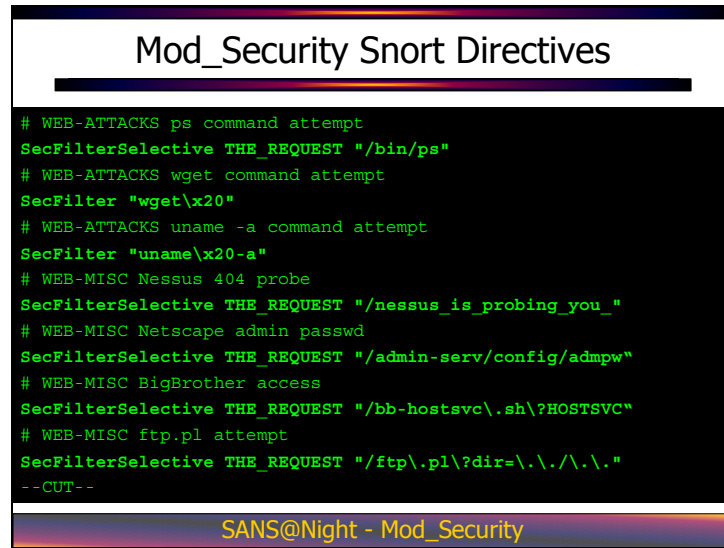 Mod_Security Snort Directives
# WEB-ATTACKS ps command attempt
SecFilterSelective THE_REQUEST "/bin/ps"
# WEB-ATTACKS wget command attempt
SecFilter "wget\x20"
# WEB-ATTACKS uname -a command attempt
SecFilter "uname\x20-a"
# WEB-MISC Nessus 404 probe
SecFilterSelective THE_REQUEST "/nessus_is_probing_you_"
# WEB-MISC Netscape admin passwd
SecFilterSelective THE_REQUEST "/admin-serv/config/admpw“
# WEB-MISC BigBrother access
SecFilterSelective THE_REQUEST "/bb-hostsvc\.sh\?HOSTSVC“
# WEB-MISC ftp.pl attempt
SecFilterSelective THE_REQUEST "/ftp\.pl\?dir=\.\./\.\."
--CUT--
SANS@Night - Mod_Security